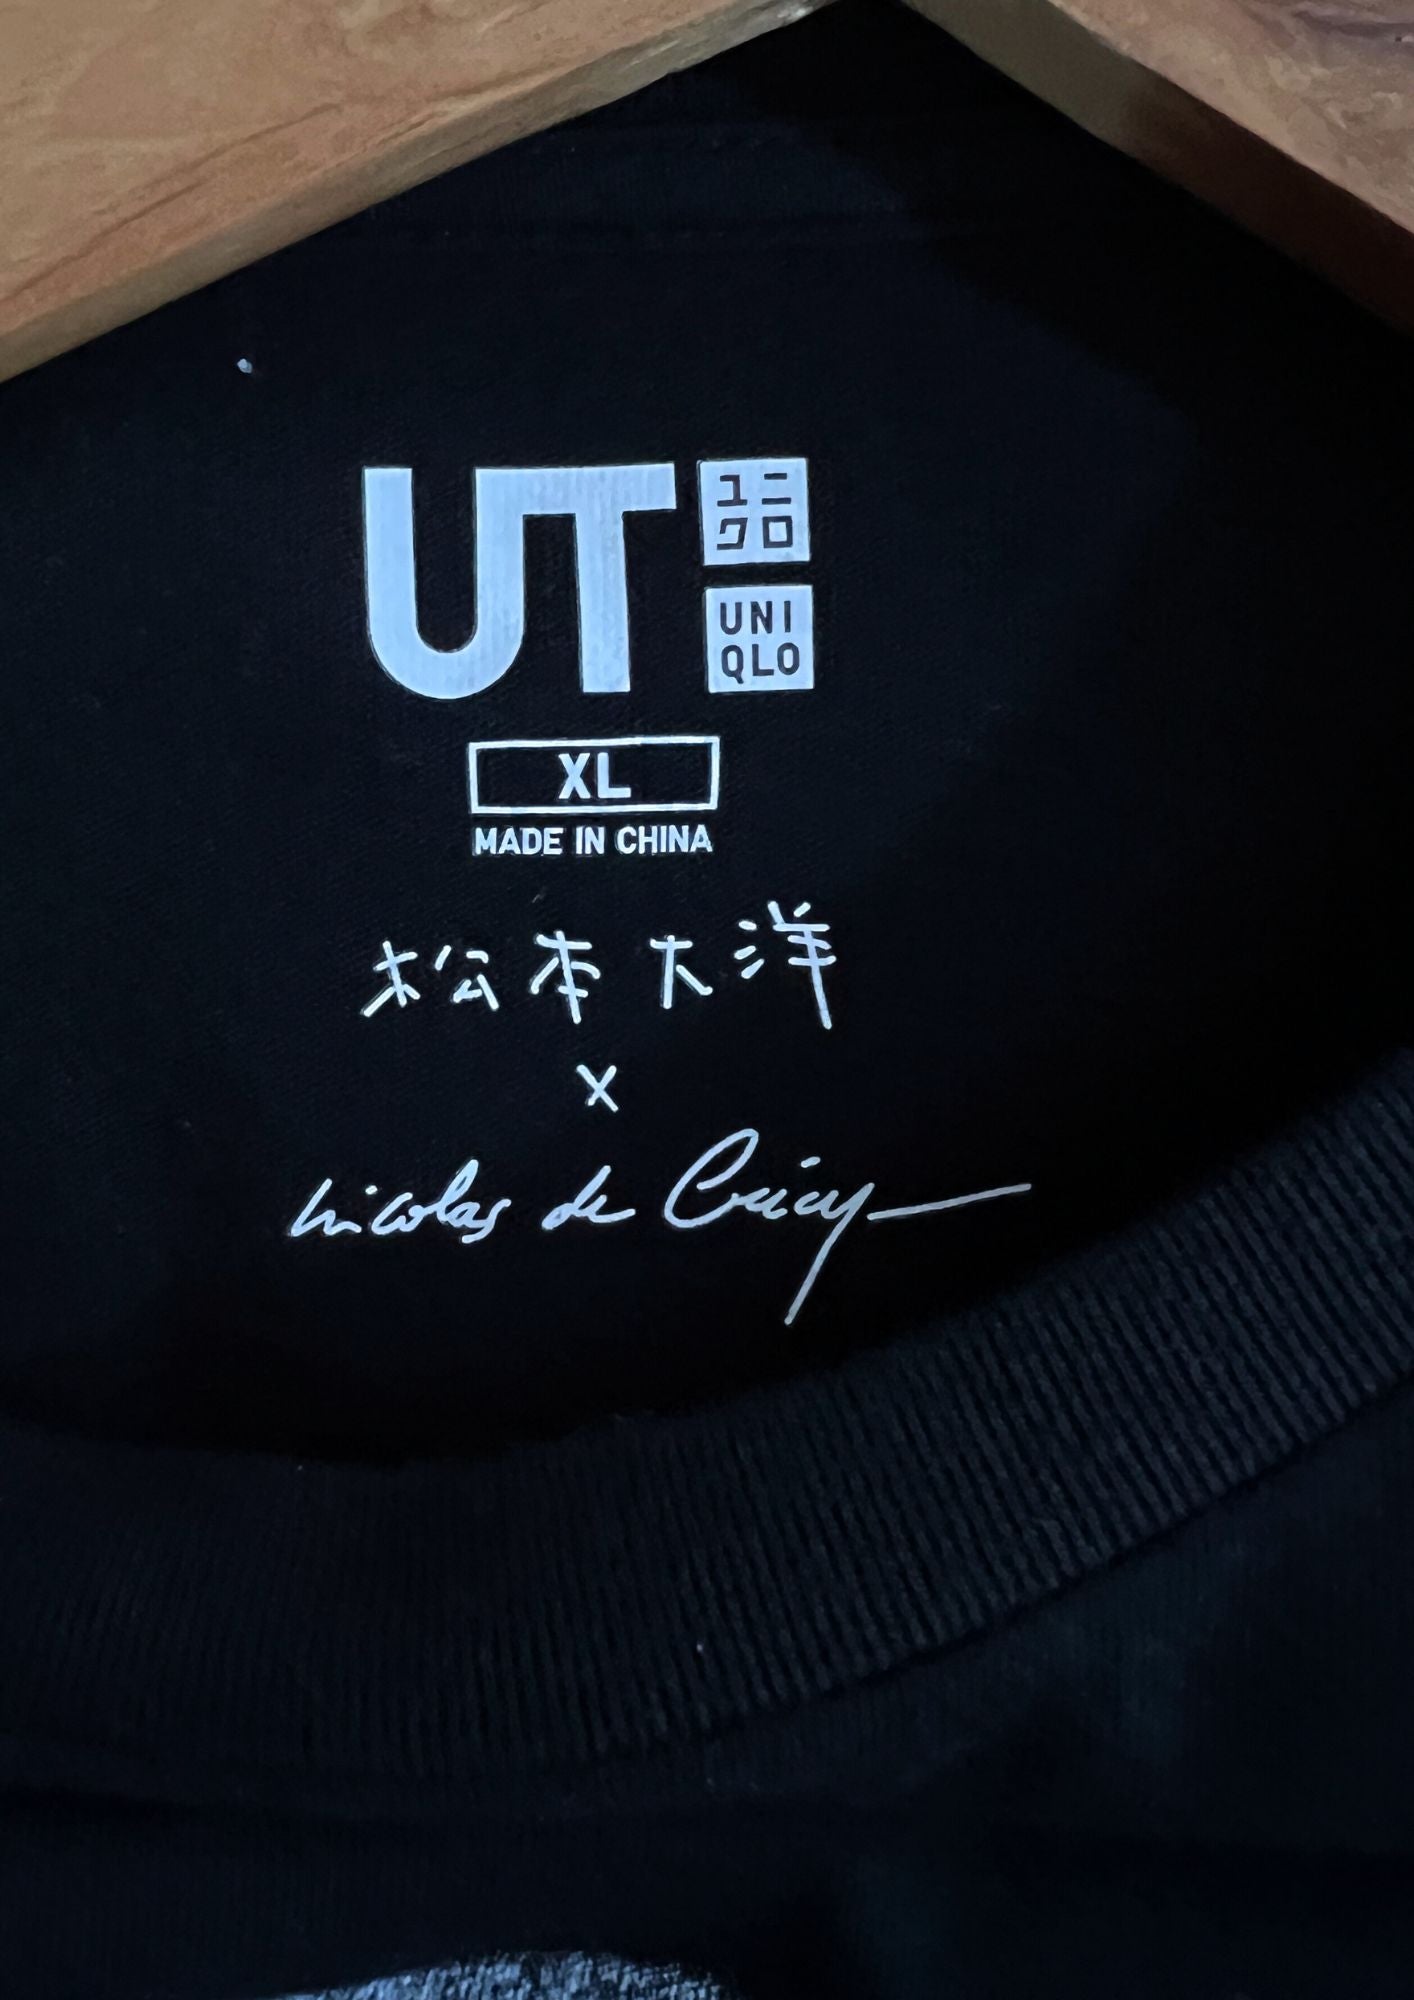 UT
ユニ
クロ
UNI
QLO
XL
MADE IN CHINA
松本大洋
x
Nicolas de Crécy